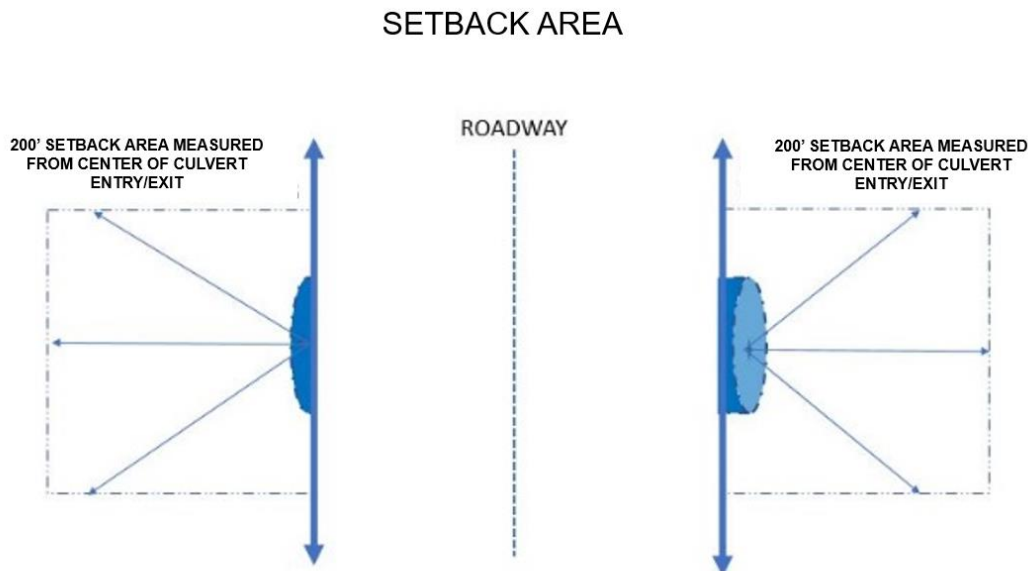 SETBACK AREA
ROADWAY
200’ SETBACK AREA MEASURED
FROM CENTER OF CULVERT
ENTRY/EXIT
200’ SETBACK AREA MEASURED
FROM CENTER OF CULVERT
ENTRY/EXIT